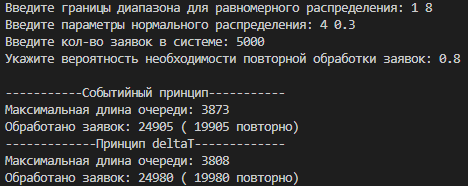 Введите границы диапазона для равномерного распределения: 1 8
Введите параметры нормального распределения: 4 0.3
Введите кол-во заявок в системе: 5000
Укажите вероятность необходимости повторной обработки заявок: 0.8
-----------Событийный принцип-----------
Максимальная длина очереди: 3873
Обработано заявок: 24905 ( 19905 повторно)
------------Принцип deltaT-------------
Максимальная длина очереди: 3808
Обработано заявок: 24980 ( 19980 повторно)